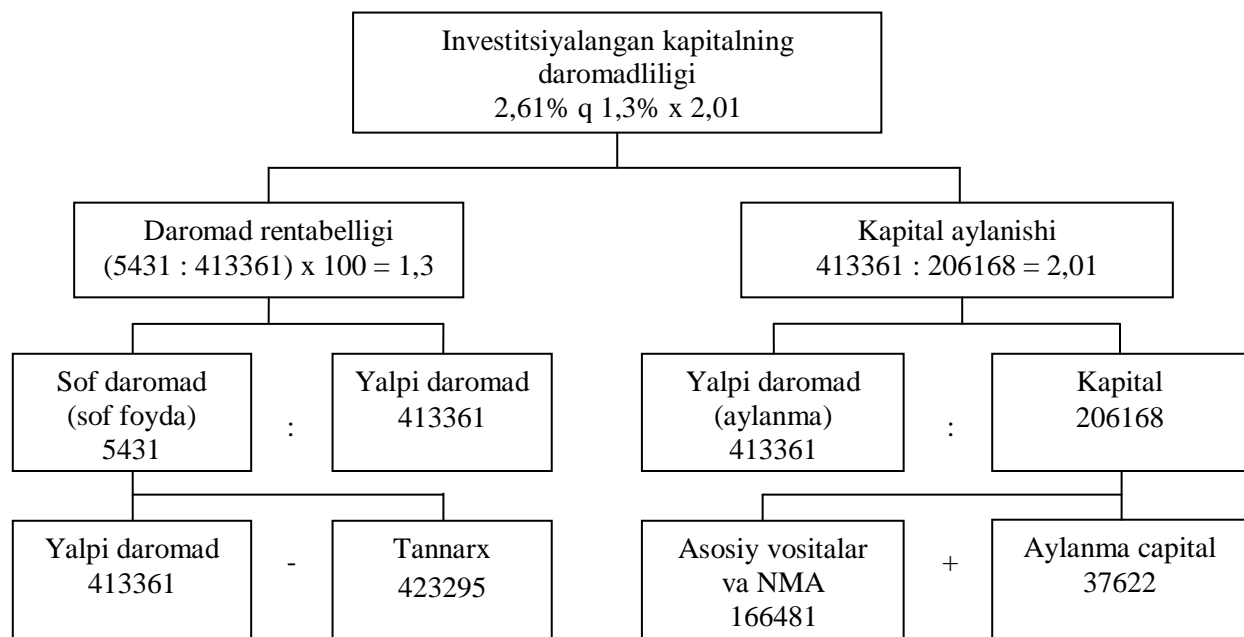 Investitsiyalangan kapitalning
daromadliligi
2,61% q 1,3% x 2,01
Daromad rentabelligi
(5431 : 413361) x 100 = 1,3
Kapital aylanishi
413361 : 206168 = 2,01
Sof daromad
(sof foyda)
5431
:
Yalpi daromad
413361
Yalpi daromad
(aylanma)
413361
:
Kapital
206168
Yalpi daromad
413361
-
Tannarx
423295
Asosiy vositalar
va NMA
166481
+
Aylanma capital
37622